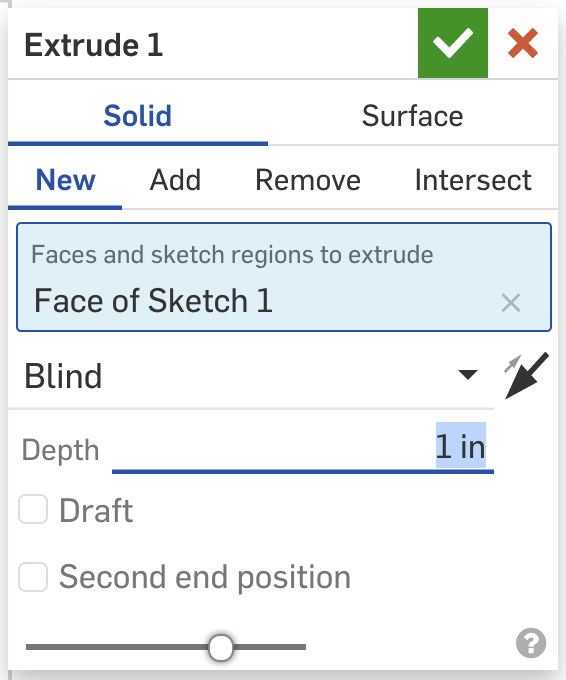 Extrude 1
Solid Surface
New Add Remove Intersect
Faces and sketch regions to extrude
Face of Sketch 1
Blind
Depth 1 in
Draft
Second end position
?